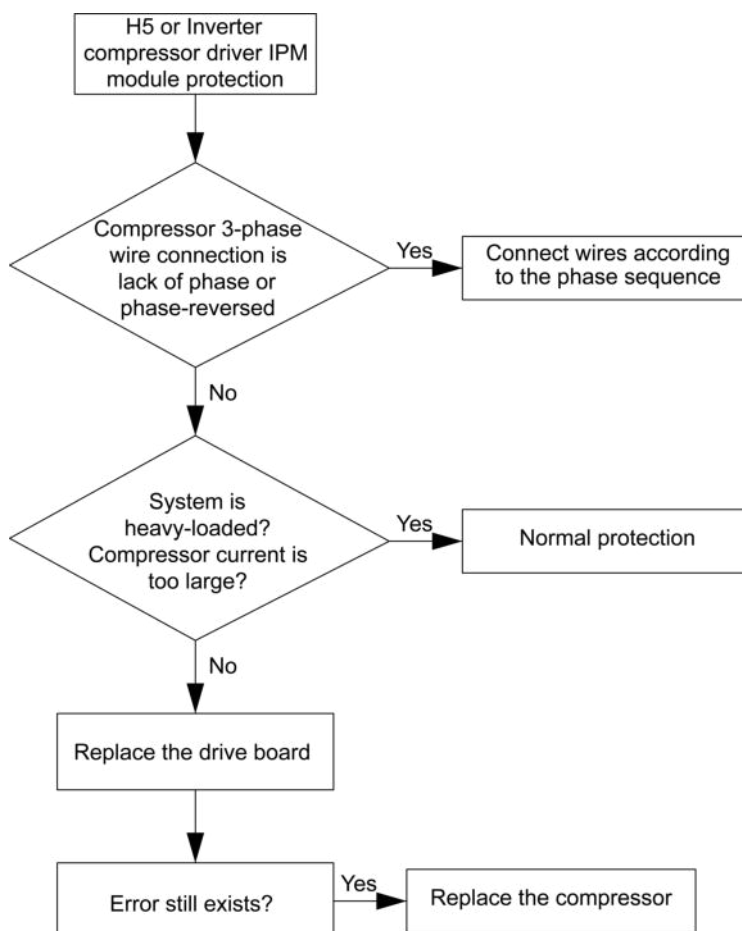 H5 or Inverter
compressor driver IPM
module protection
Compressor 3-phase
wire connection is
lack of phase or
phase-reversed
Yes
Connect wires according
to the phase sequence
No
System is
heavy-loaded?
Compressor current is
too large?
Yes
Normal protection
No
Replace the drive board
Error still exists?
Yes
Replace the compressor